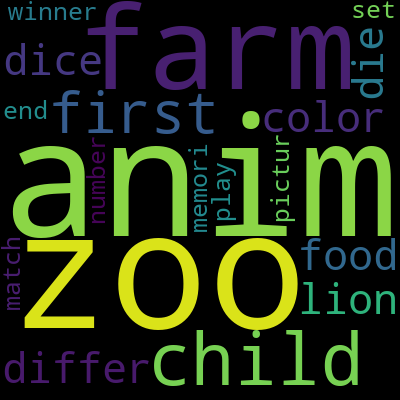 winner
set
farm
dice
die
end
first
color
anim
number
memori
play
pictur
zoo
match
food
lion
differ
child